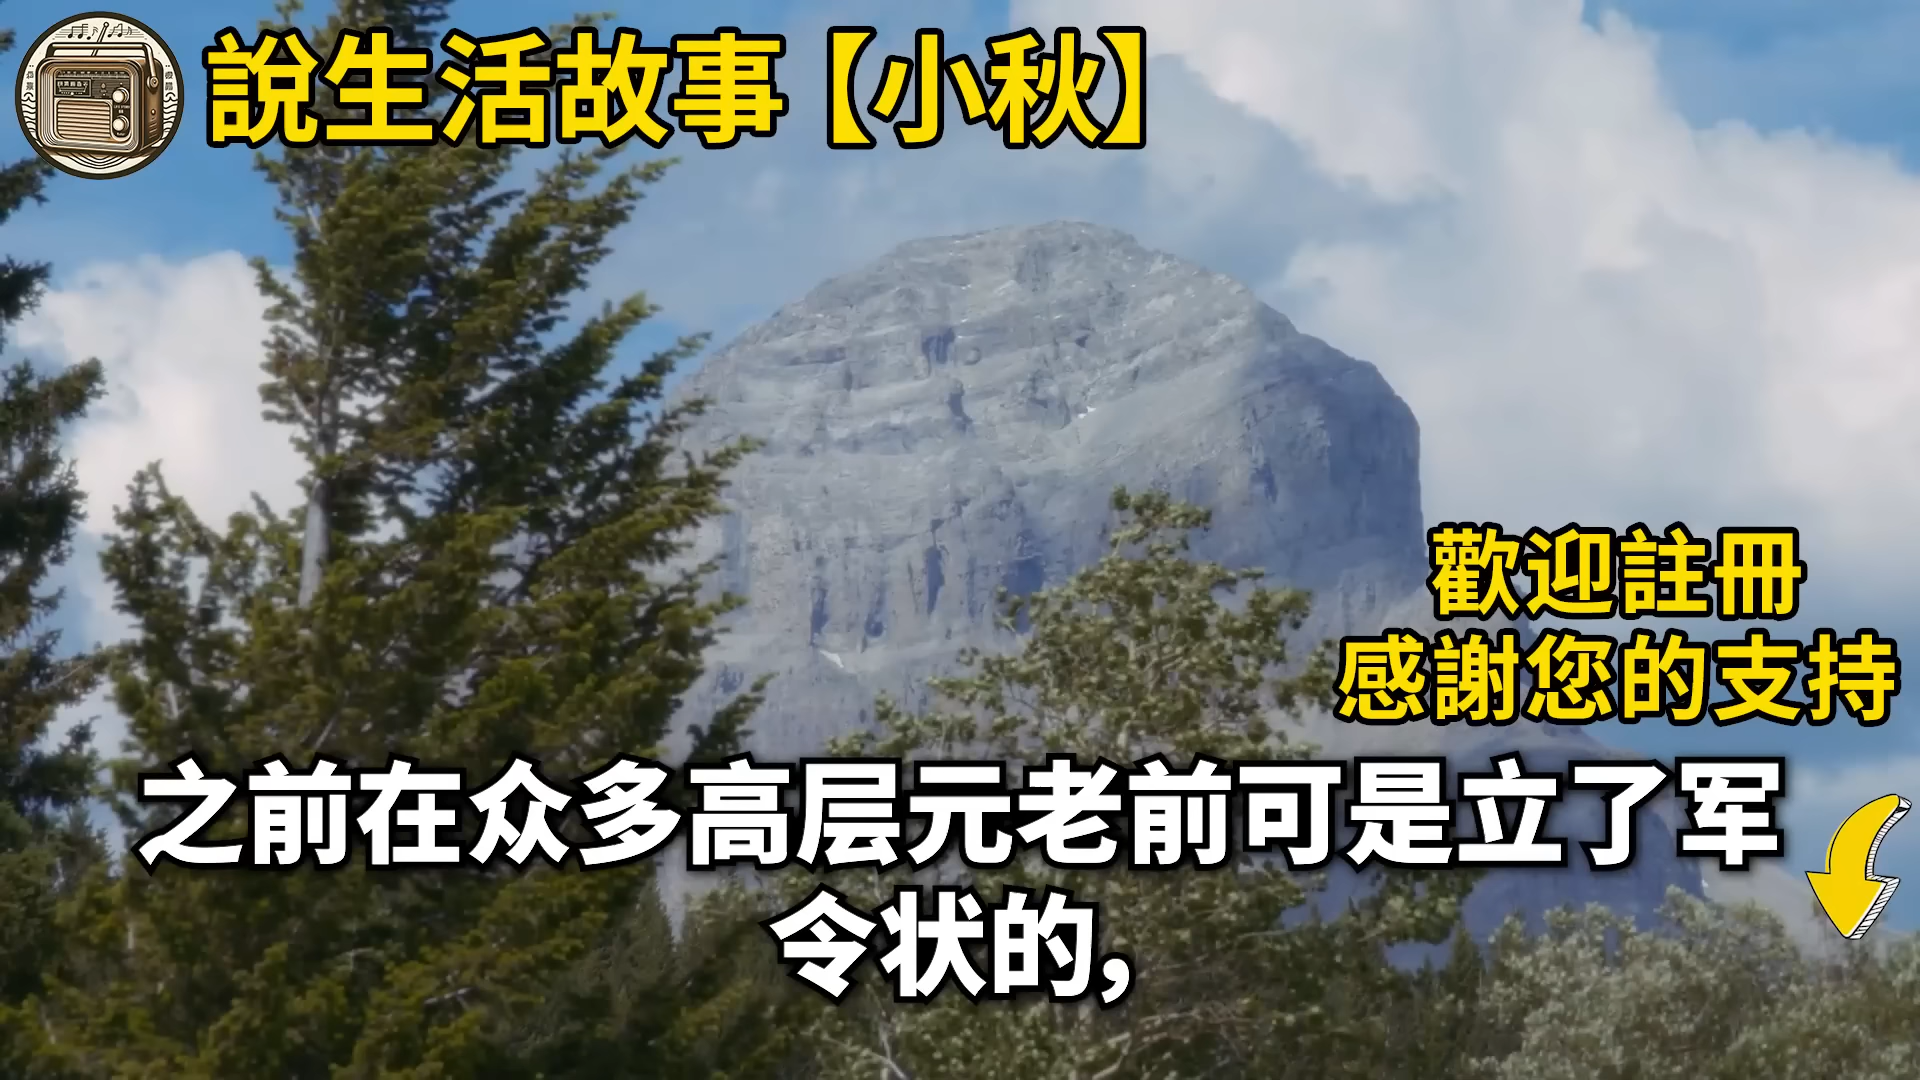 說生活故事【小秋】
歡迎註冊
感謝您的支持
之前在众多高层元老前可是立了军
令状的,